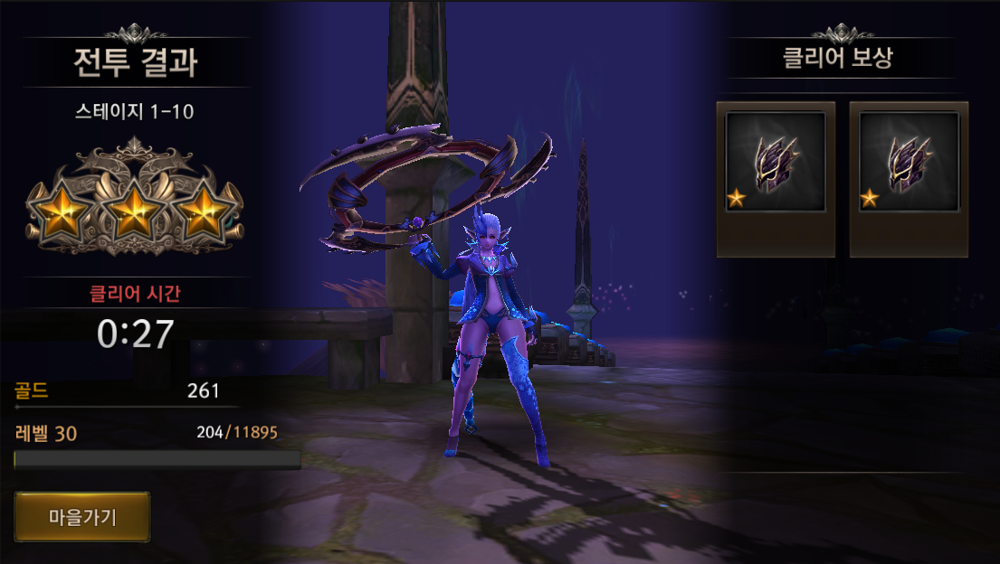 전투 결과
스테이지 1-10
클리어 시간
0:27
골드 261
레벨 30 204/11895
마을가기
클리어 보상